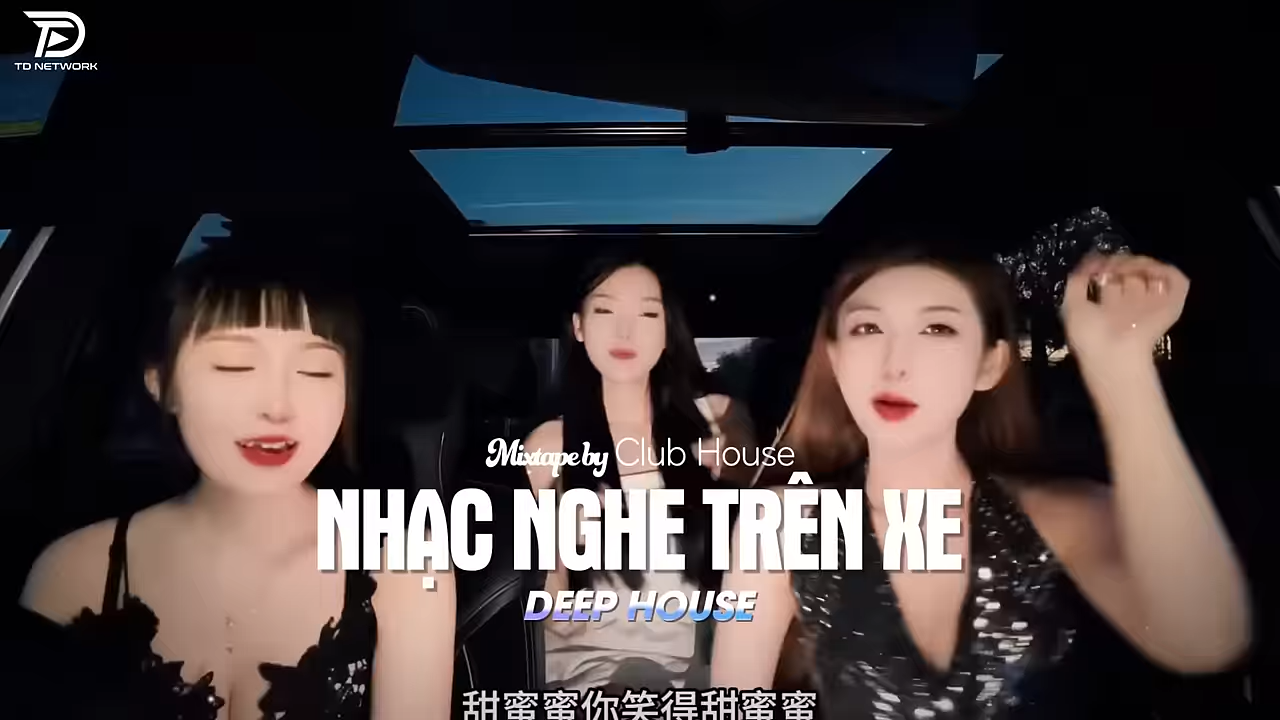 TD NETWORK
Mixtape by Club House
NHẠC NGHE TRÊN XE
DEEP HOUSE
甜蜜蜜你笑得甜蜜蜜